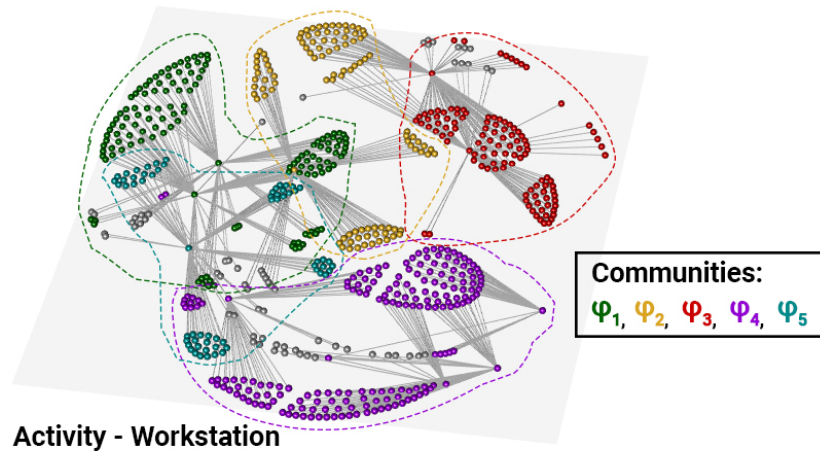 Communities:
φ₁, φ₂, φ₃, φ₄, φ₅
Activity - Workstation